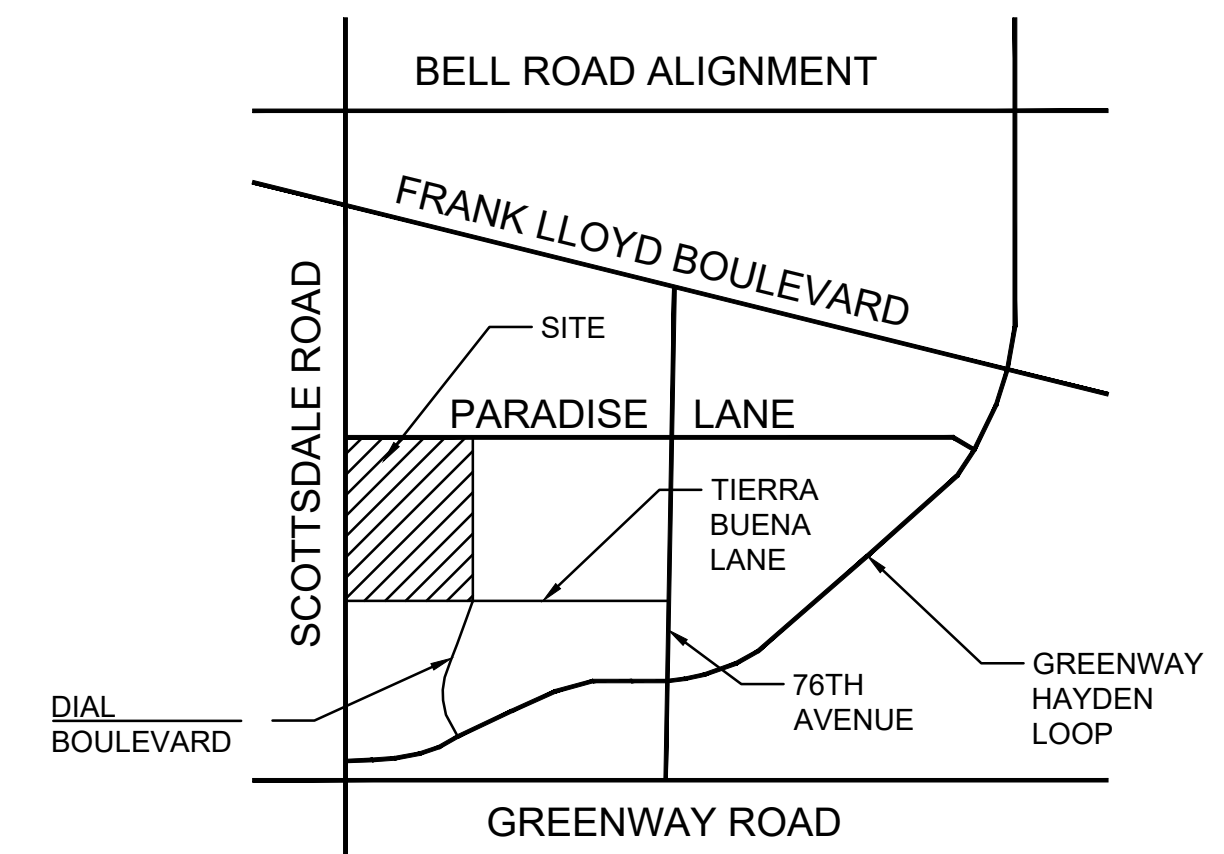 BELL ROAD ALIGNMENT
FRANK LLOYD BOULEVARD
SCOTTSDALE ROAD
SITE
PARADISE LANE
TIERRA
BUENA
LANE
GREENWAY
HAYDEN
LOOP
76TH
AVENUE
DIAL
BOULEVARD
GREENWAY ROAD